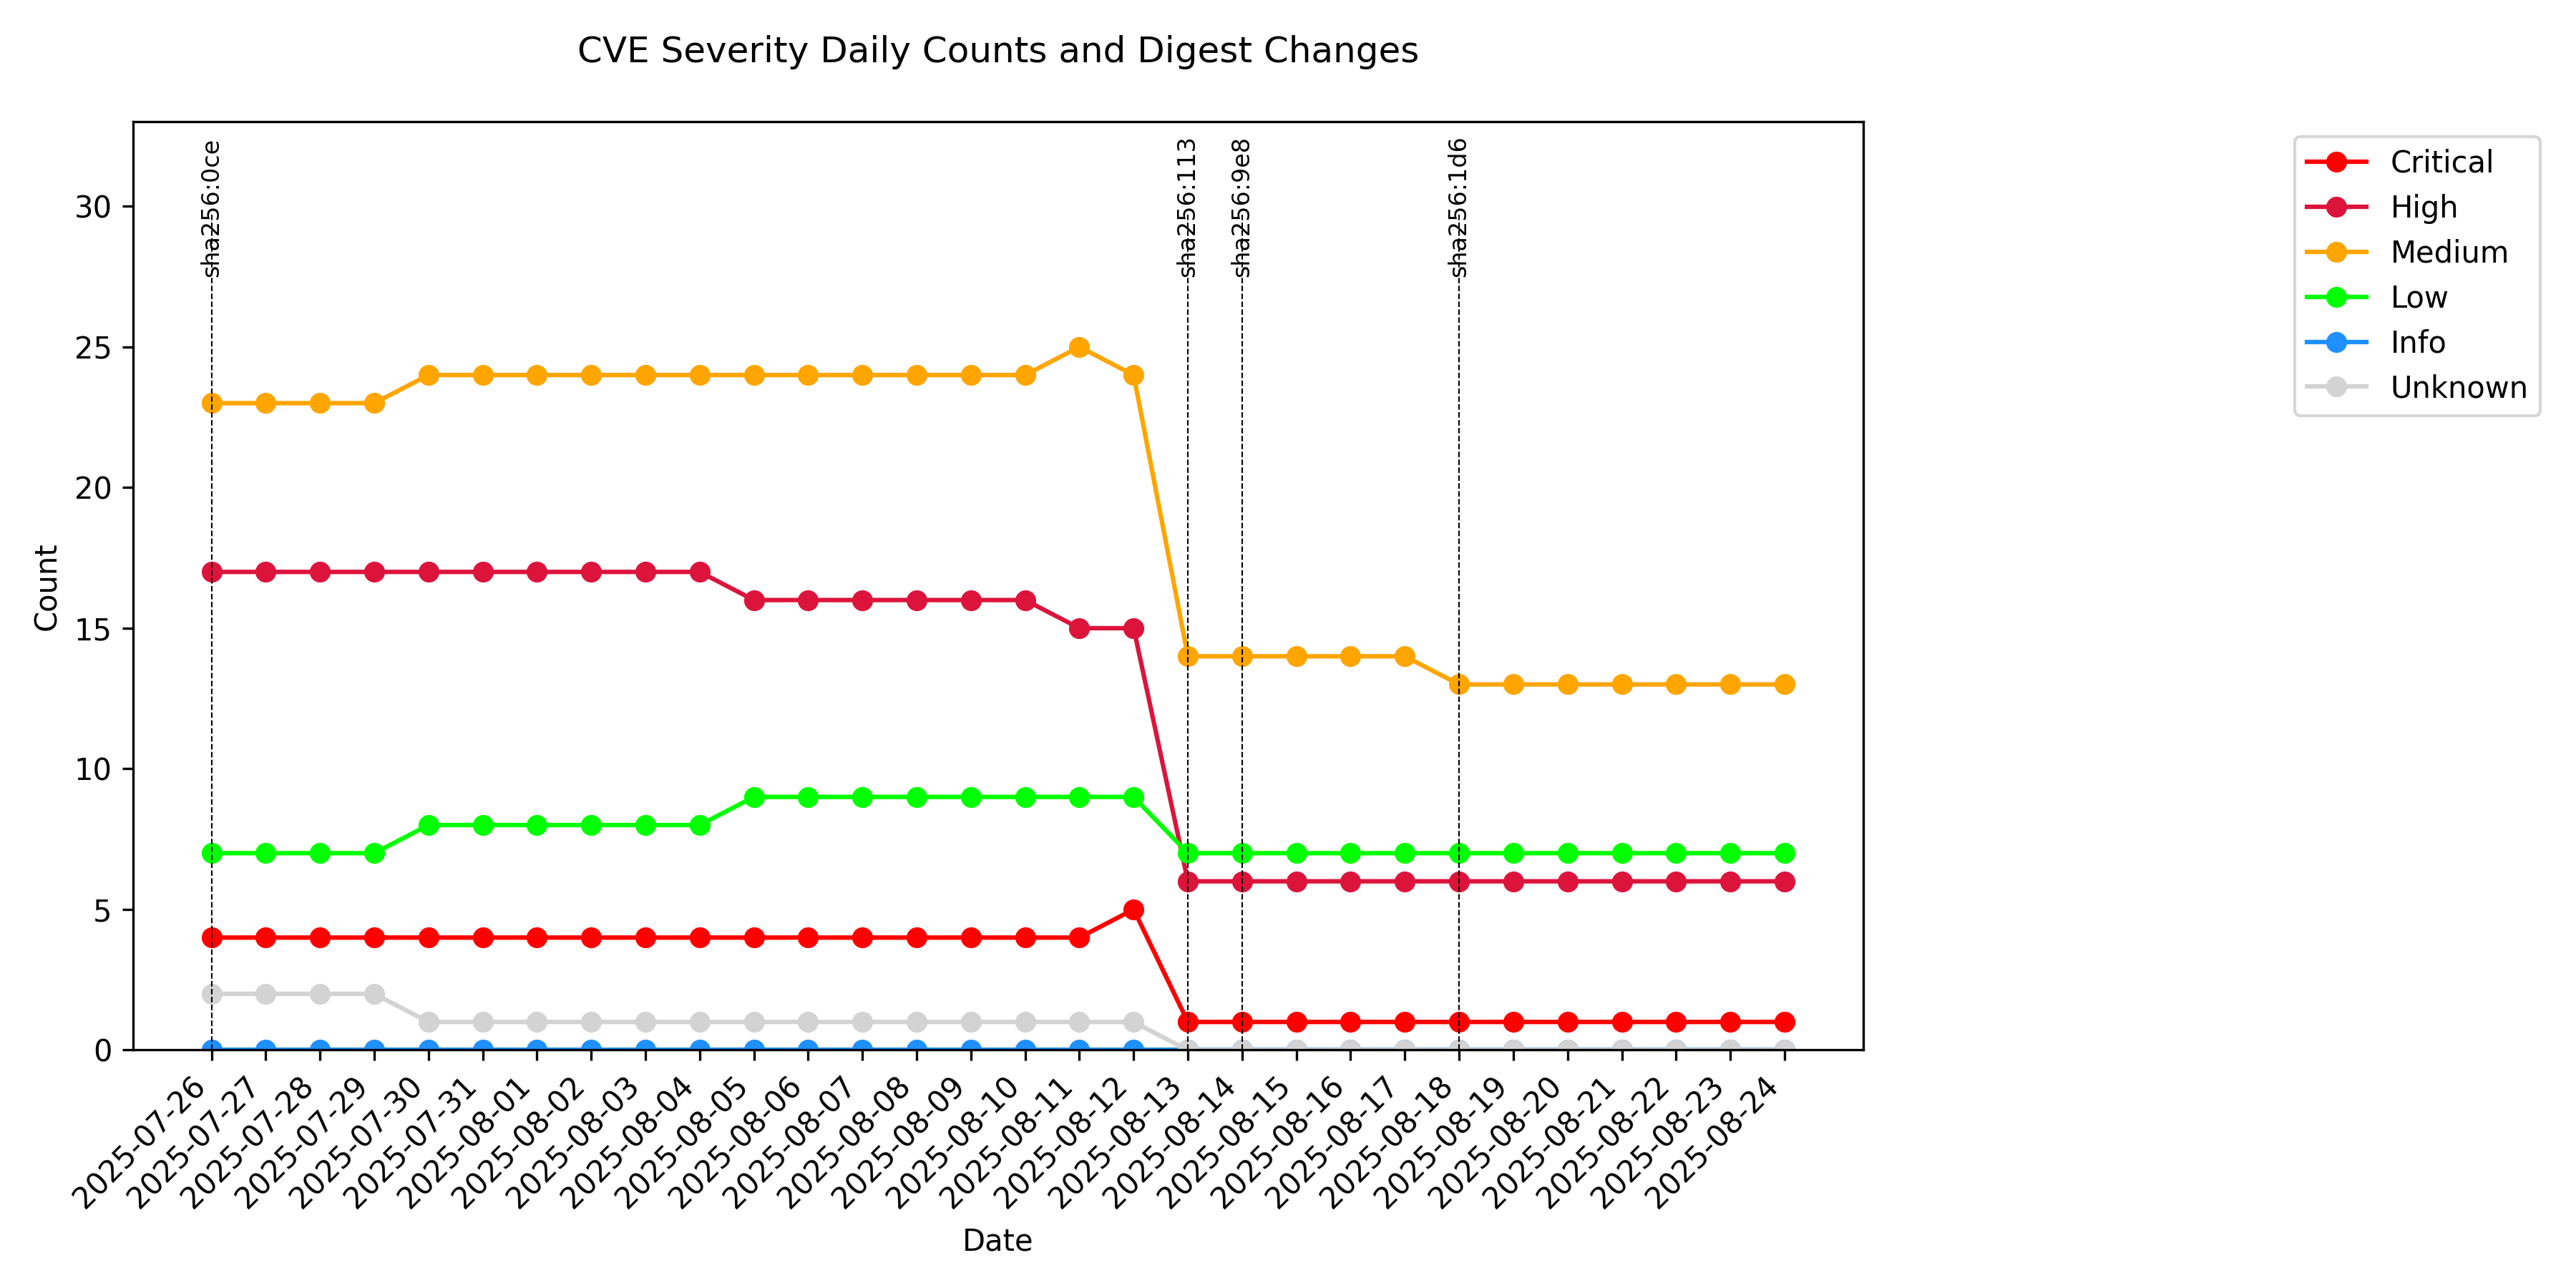 CVE Severity Daily Counts and Digest Changes
sha256:0ce
sha256:113
sha256:9e8
sha256:1d6
Critical
High
Medium
Low
Info
Unknown
Count
30
25
20
15
10
5
0
2025-07-26
2025-07-27
2025-07-28
2025-07-29
2025-07-30
2025-07-31
2025-08-01
2025-08-02
2025-08-03
2025-08-04
2025-08-05
2025-08-06
2025-08-07
2025-08-08
2025-08-09
2025-08-10
2025-08-11
2025-08-12
2025-08-13
2025-08-14
2025-08-15
2025-08-16
2025-08-17
2025-08-18
2025-08-19
2025-08-20
2025-08-21
2025-08-22
2025-08-23
2025-08-24
Date